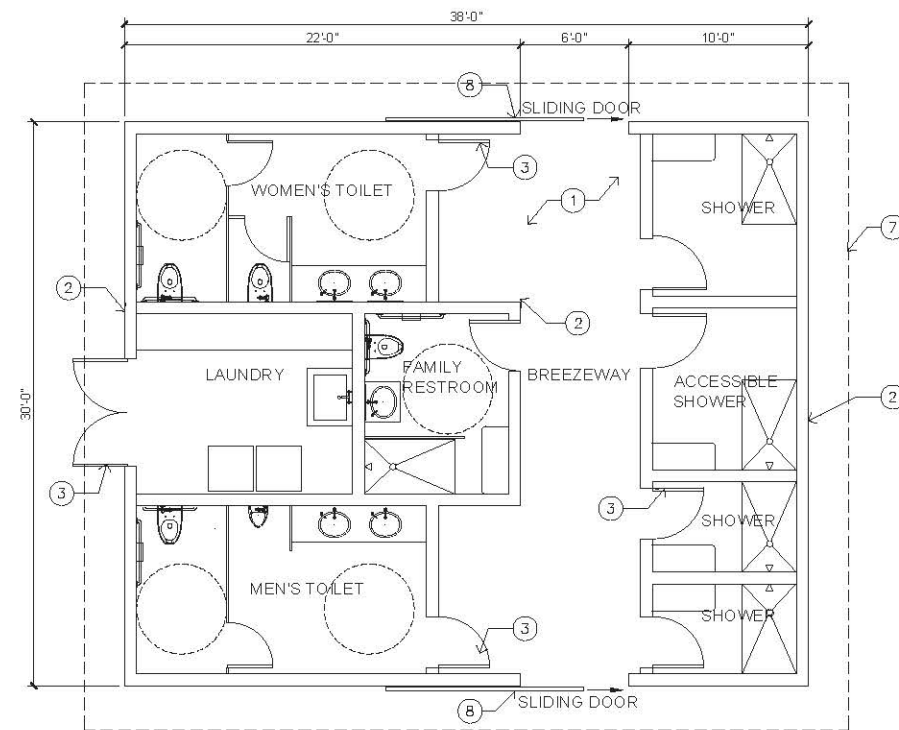 38'-0"
22'-0"
6'-0"
10'-0"
8
SLIDING DOOR
3
WOMEN'S TOILET
1
SHOWER
7
2
2
LAUNDRY
FAMILY
RESTROOM
BREEZEWAY
ACCESSIBLE
SHOWER
2
30'-0"
3
3
SHOWER
MEN'S TOILET
SHOWER
3
8
SLIDING DOOR